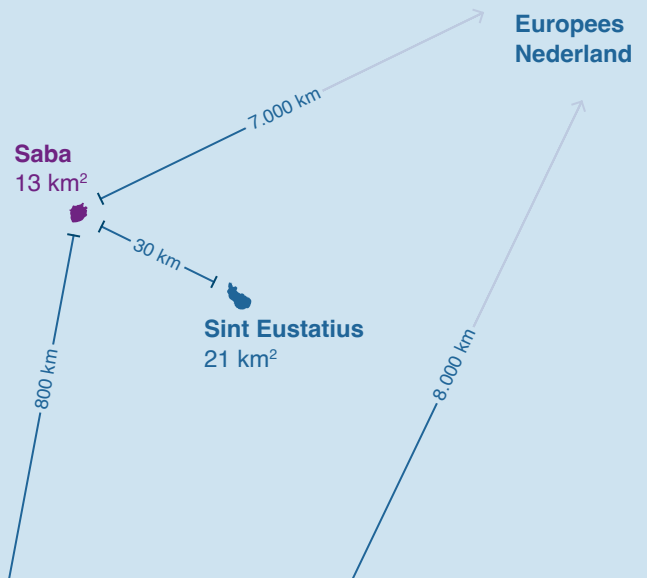 Europees
Nederland
7.000 km
Saba
13 km²
30 km
Sint Eustatius
21 km²
800 km
8.000 km